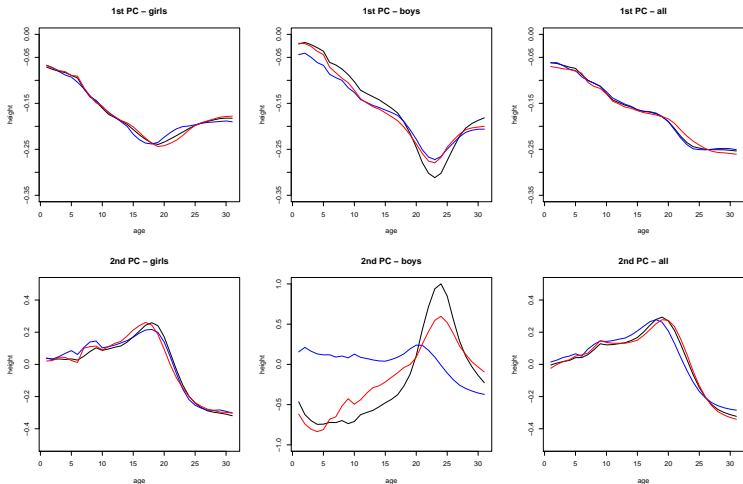 1st PC – girls
0.00
−0.05
−0.15
−0.25
−0.35
height
0 5 10 15 20 25 30
age
1st PC – boys
0.00
−0.05
−0.15
−0.25
−0.35
height
0 5 10 15 20 25 30
age
1st PC – all
0.00
−0.05
−0.15
−0.25
−0.35
height
0 5 10 15 20 25 30
age
2nd PC – girls
0.4
0.2
0.0
−0.2
−0.4
height
0 5 10 15 20 25 30
age
2nd PC – boys
1.0
0.5
0.0
−0.5
−1.0
height
0 5 10 15 20 25 30
age
2nd PC – all
0.4
0.2
0.0
−0.2
−0.4
height
0 5 10 15 20 25 30
age